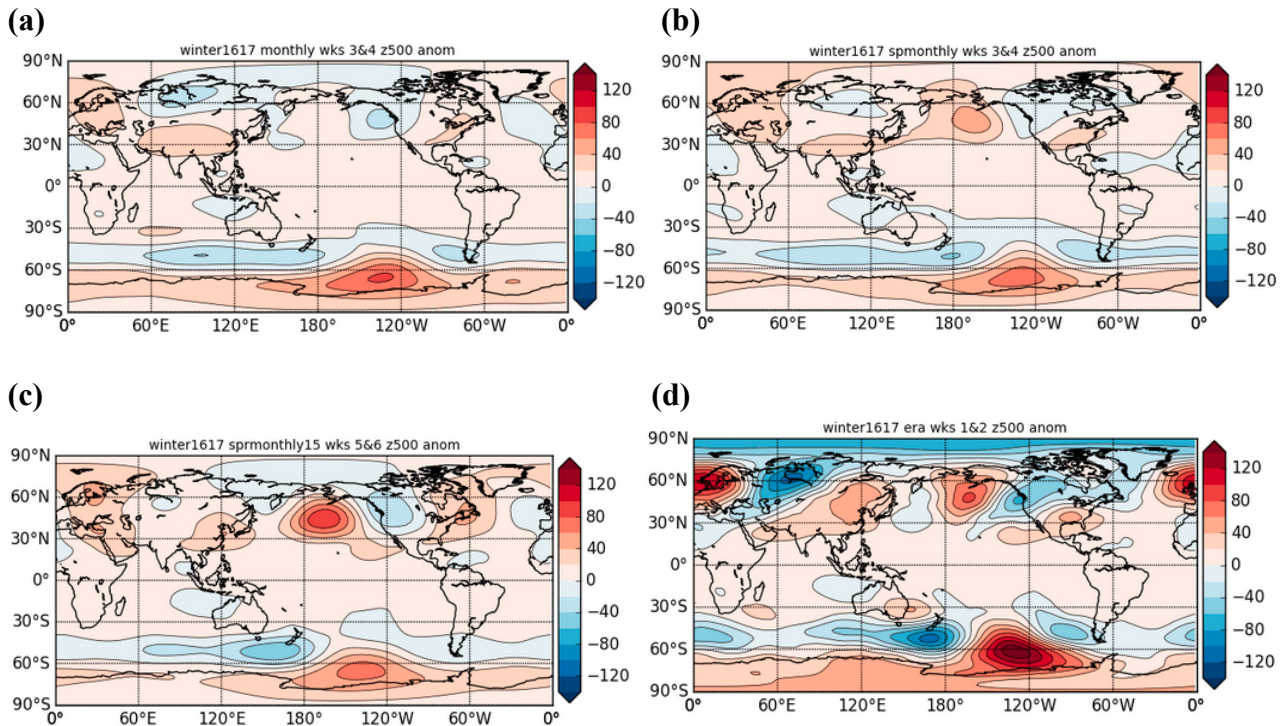 (a)
winter1617 monthly wks 3&4 z500 anom
90°N
60°N
30°N
0°
30°S
60°S
90°S
0° 60°E 120°E 180° 120°W 60°W 0°
120
80
40
0
−40
−80
−120
(b)
winter1617 spmonthly wks 3&4 z500 anom
90°N
60°N
30°N
0°
30°S
60°S
90°S
0° 60°E 120°E 180° 120°W 60°W 0°
120
80
40
0
−40
−80
−120
(c)
winter1617 sprmonthly15 wks 5&6 z500 anom
90°N
60°N
30°N
0°
30°S
60°S
90°S
0° 60°E 120°E 180° 120°W 60°W 0°
120
80
40
0
−40
−80
−120
(d)
winter1617 era wks 1&2 z500 anom
90°N
60°N
30°N
0°
30°S
60°S
90°S
0° 60°E 120°E 180° 120°W 60°W 0°
120
80
40
0
−40
−80
−120